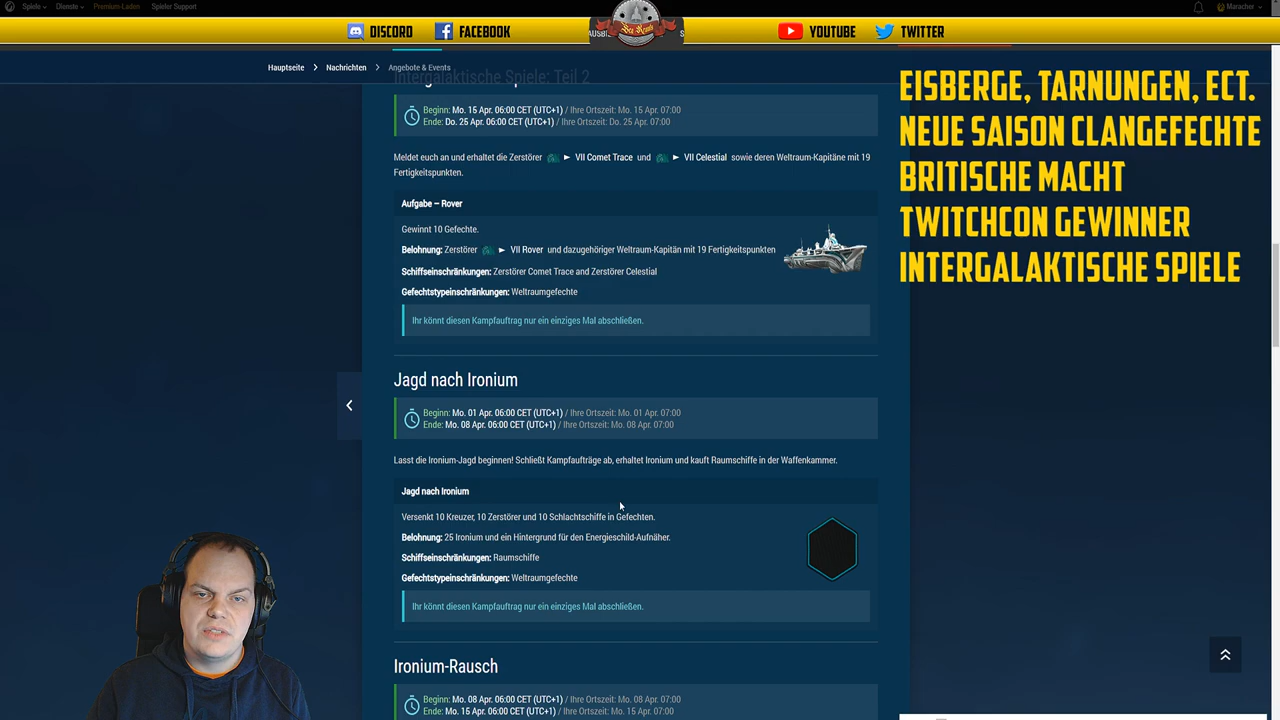 Spiele Dienste Premium-Laden Spieler Support Maracher
DISCORD FACEBOOK Sea Rems YOUTUBE TWITTER
Hauptseite Nachrichten Angebote & Events
Intergalaktische Spiele: Teil 2
Beginn: Mo. 15 Apr. 06:00 CET (UTC+1) / Ihre Ortszeit: Mo. 15 Apr. 07:00
Ende: Do. 25 Apr. 06:00 CET (UTC+1) / Ihre Ortszeit: Do. 25 Apr. 07:00
Meldet euch an und erhaltet die Zerstörer VII Comet Trace und VII Celestial sowie deren Weltraum-Kapitäne mit 19
Fertigkeitspunkten.
Aufgabe – Rover
Gewinnt 10 Gefechte.
Belohnung: Zerstörer VII Rover und dazugehöriger Weltraum-Kapitän mit 19 Fertigkeitspunkten
Schiffseinschränkungen: Zerstörer Comet Trace and Zerstörer Celestial
Gefechtstypeinschränkungen: Weltraumgefechte
Ihr könnt diesen Kampfauftrag nur ein einziges Mal abschließen.
Jagd nach Ironium
Beginn: Mo. 01 Apr. 06:00 CET (UTC+1) / Ihre Ortszeit: Mo. 01 Apr. 07:00
Ende: Mo. 08 Apr. 06:00 CET (UTC+1) / Ihre Ortszeit: Mo. 08 Apr. 07:00
Lasst die Ironium-Jagd beginnen! Schließt Kampfaufträge ab, erhaltet Ironium und kauft Raumschiffe in der Waffenkammer.
Jagd nach Ironium
Versenkt 10 Kreuzer, 10 Zerstörer und 10 Schlachtschiffe in Gefechten.
Belohnung: 25 Ironium und ein Hintergrund für den Energieschild-Aufnäher.
Schiffseinschränkungen: Raumschiffe
Gefechtstypeinschränkungen: Weltraumgefechte
Ihr könnt diesen Kampfauftrag nur ein einziges Mal abschließen.
Ironium-Rausch
Beginn: Mo. 08 Apr. 06:00 CET (UTC+1) / Ihre Ortszeit: Mo. 08 Apr. 07:00
Ende: Mo. 15 Apr. 06:00 CET (UTC+1) / Ihre Ortszeit: Mo. 15 Apr. 07:00
EISBERGE, TARNUNGEN, ECT.
NEUE SAISON CLANGEFECHTE
BRITISCHE MACHT
TWITCHCON GEWINNER
INTERGALAKTISCHE SPIELE